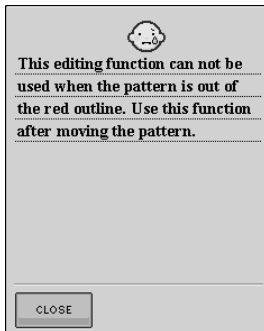 This editing function can not be
used when the pattern is out of
the red outline. Use this function
after moving the pattern.
CLOSE